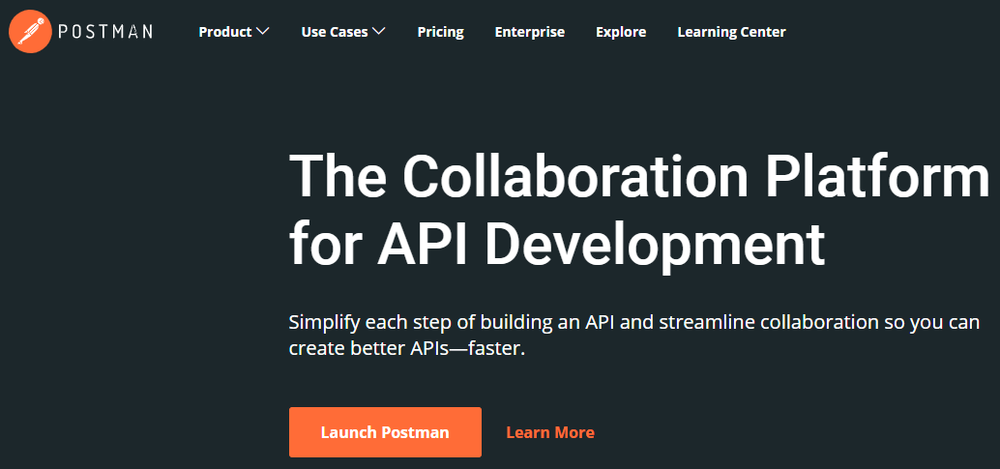 POSTMAN Product Use Cases Pricing Enterprise Explore Learning Center
The Collaboration Platform
for API Development
Simplify each step of building an API and streamline collaboration so you can
create better APIs—faster.
Launch Postman Learn More